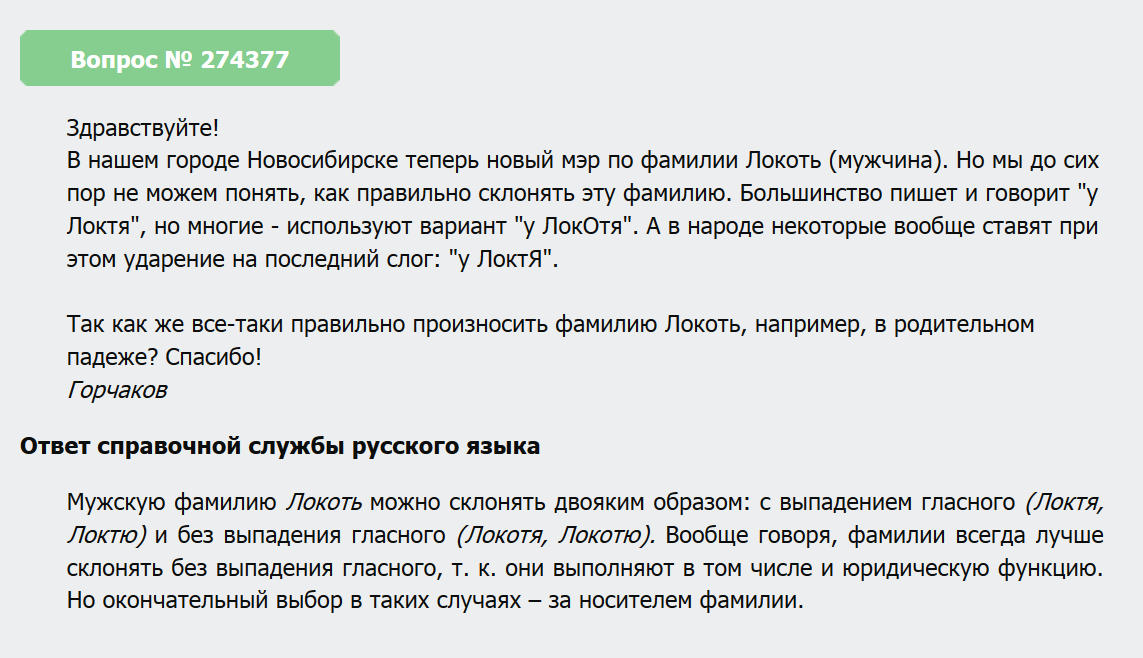 Вопрос № 274377
Здравствуйте!
В нашем городе Новосибирске теперь новый мэр по фамилии Локоть (мужчина). Но мы до сих
пор не можем понять, как правильно склонять эту фамилию. Большинство пишет и говорит "у
Локтя", но многие - используют вариант "у ЛокОтя". А в народе некоторые вообще ставят при
этом ударение на последний слог: "у ЛоктЯ".
Так как же все-таки правильно произносить фамилию Локоть, например, в родительном
падеже? Спасибо!
Горчаков
Ответ справочной службы русского языка
Мужскую фамилию Локоть можно склонять двояким образом: с выпадением гласного (Локтя,
Локтю) и без выпадения гласного (Локотя, Локотю). Вообще говоря, фамилии всегда лучше
склонять без выпадения гласного, т. к. они выполняют в том числе и юридическую функцию.
Но окончательный выбор в таких случаях – за носителем фамилии.